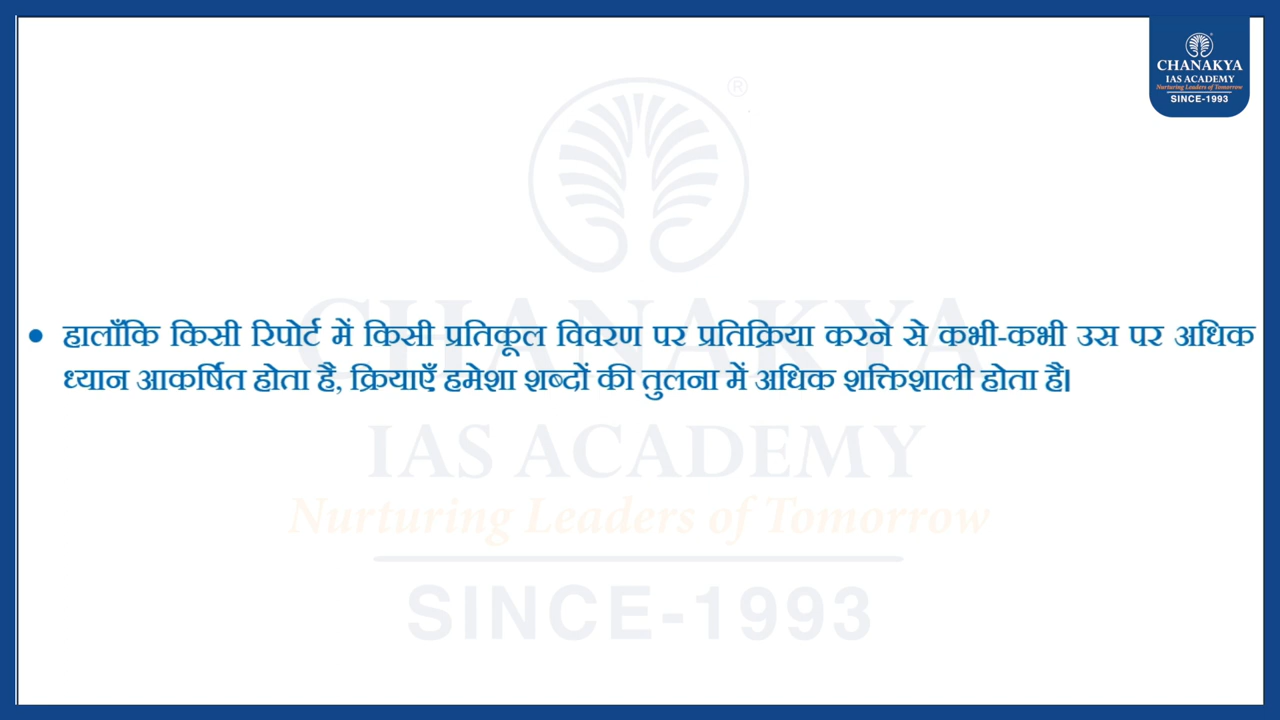 CHANAKYA
IAS ACADEMY
Nurturing Leaders of Tomorrow
SINCE-1993
®
• हालाँकि किसी रिपोर्ट में किसी प्रतिकूल विवरण पर प्रतिक्रिया करने से कभी-कभी उस पर अधिक
ध्यान आकर्षित होता है, क्रियाएँ हमेशा शब्दों की तुलना में अधिक शक्तिशाली होता है।
CHANAKYA
IAS ACADEMY
Nurturing Leaders of Tomorrow
SINCE-1993